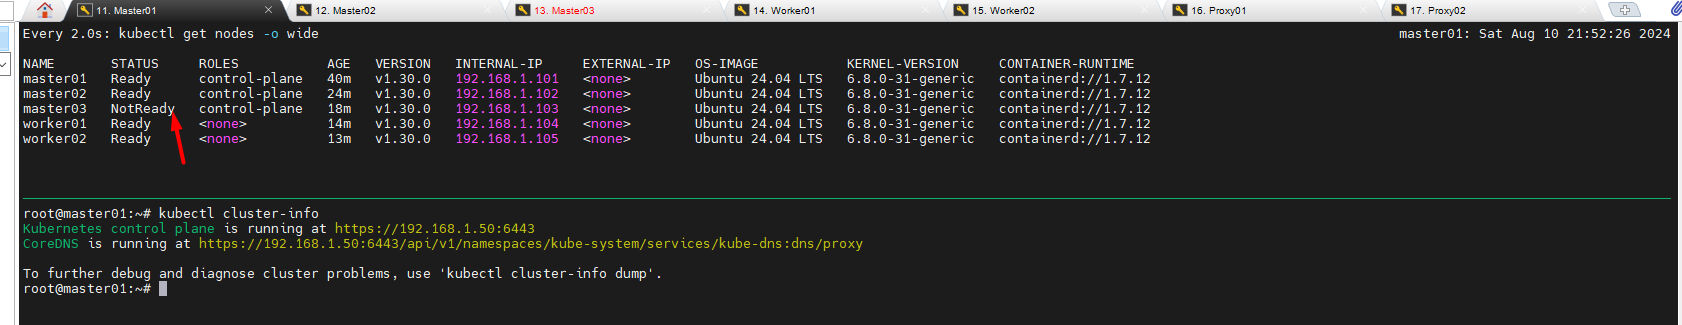 11. Master01 12. Master02 13. Master03 14. Worker01 15. Worker02 16. Proxy01 17. Proxy02
Every 2.0s: kubectl get nodes -o wide master01: Sat Aug 10 21:52:26 2024
NAME STATUS ROLES AGE VERSION INTERNAL-IP EXTERNAL-IP OS-IMAGE KERNEL-VERSION CONTAINER-RUNTIME
master01 Ready control-plane 40m v1.30.0 192.168.1.101 <none> Ubuntu 24.04 LTS 6.8.0-31-generic containerd://1.7.12
master02 Ready control-plane 24m v1.30.0 192.168.1.102 <none> Ubuntu 24.04 LTS 6.8.0-31-generic containerd://1.7.12
master03 NotReady control-plane 18m v1.30.0 192.168.1.103 <none> Ubuntu 24.04 LTS 6.8.0-31-generic containerd://1.7.12
worker01 Ready <none> 14m v1.30.0 192.168.1.104 <none> Ubuntu 24.04 LTS 6.8.0-31-generic containerd://1.7.12
worker02 Ready <none> 13m v1.30.0 192.168.1.105 <none> Ubuntu 24.04 LTS 6.8.0-31-generic containerd://1.7.12
root@master01:~# kubectl cluster-info
Kubernetes control plane is running at https://192.168.1.50:6443
CoreDNS is running at https://192.168.1.50:6443/api/v1/namespaces/kube-system/services/kube-dns:dns/proxy
To further debug and diagnose cluster problems, use 'kubectl cluster-info dump'.
root@master01:~#